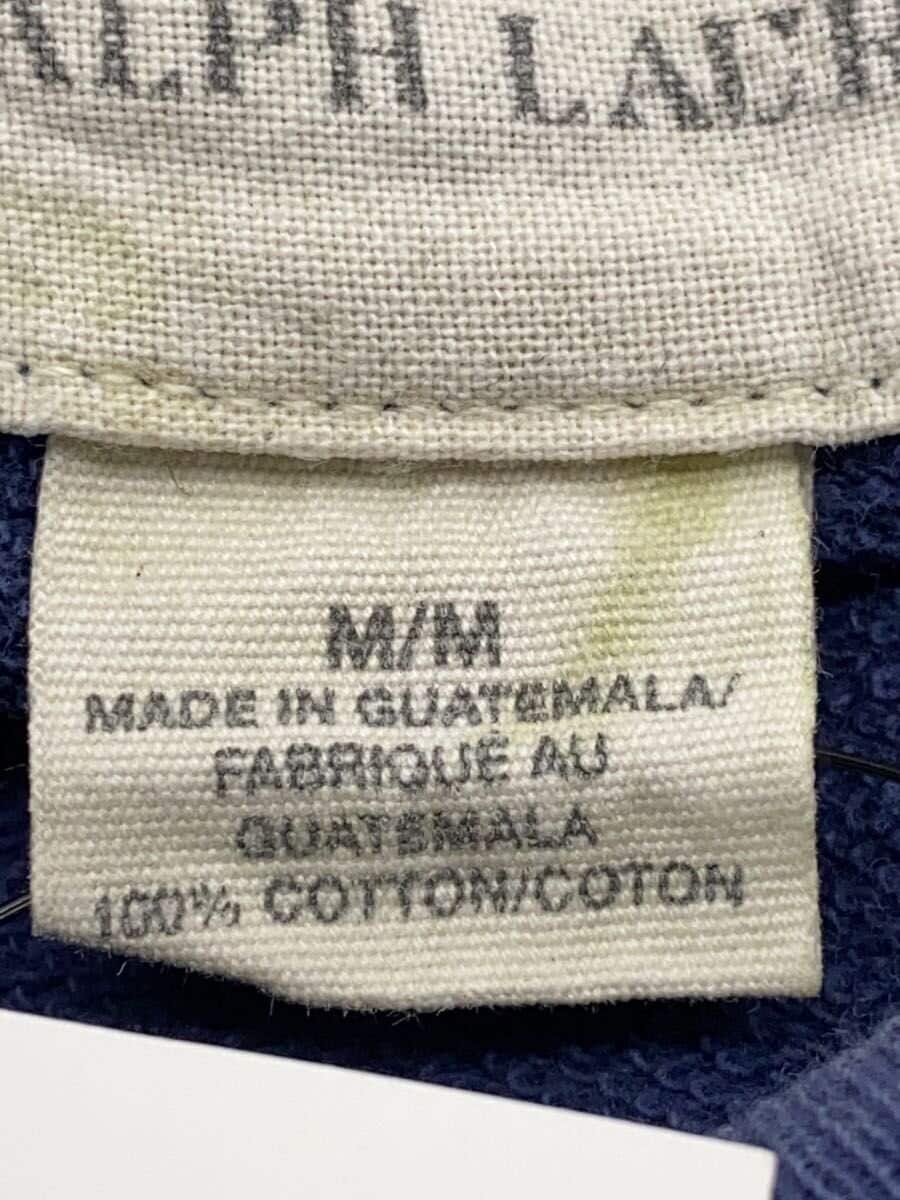 ALPH LAUR
M/M
MADE IN GUATEMALA/
FABRIQUÉ AU
GUATEMALA
100% COTTON/COTON